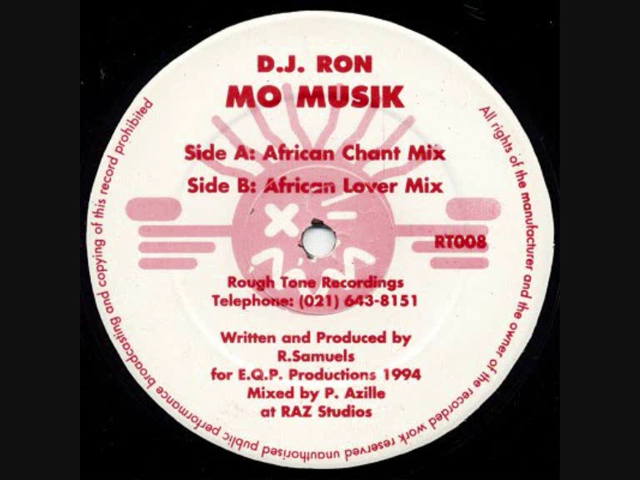 D.J. RON
MO MUSIK
Side A: African Chant Mix
Side B: African Lover Mix
RT008
Rough Tone Recordings
Telephone: (021) 643-8151
Written and Produced by
R.Samuels
for E.Q.P. Productions 1994
Mixed by P. Azille
at RAZ Studios
All rights of the manufacturer and the owner of the recorded work reserved unauthorised public performance broadcasting and copying of this record prohibited